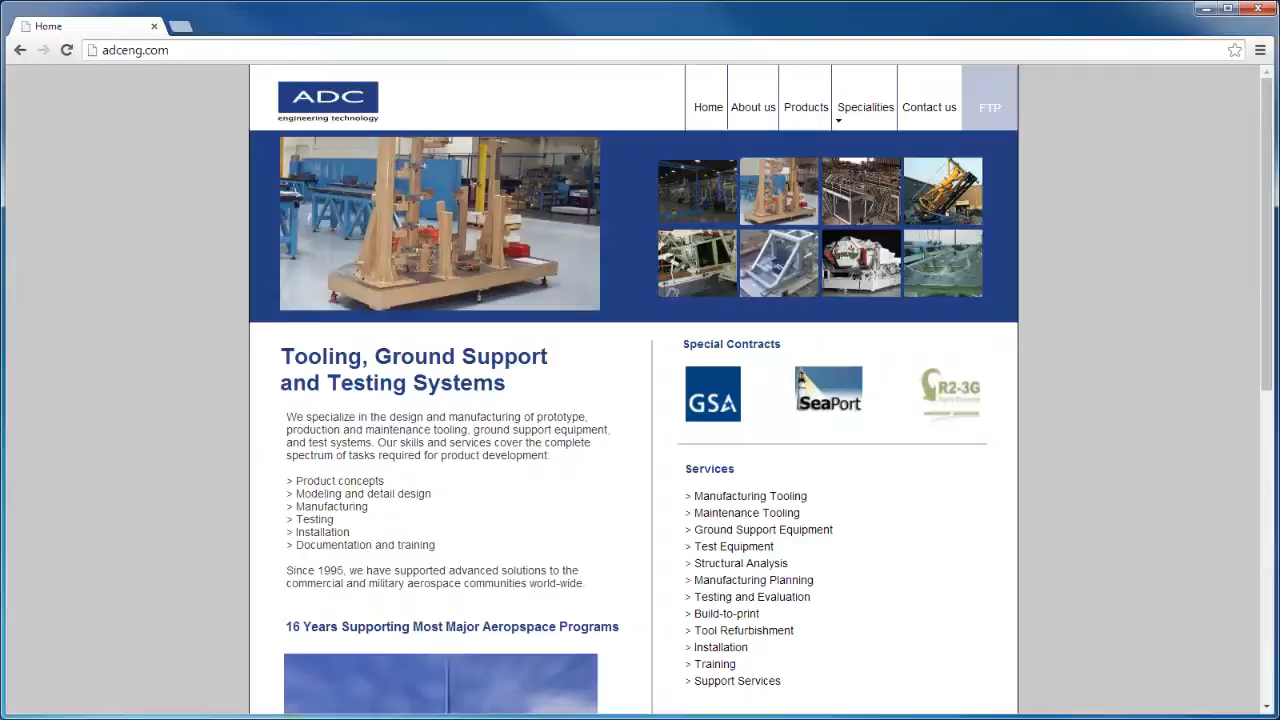 Home
adceng.com
ADC
engineering technology
Home
About us
Products
Specialities
Contact us
FTP
Tooling, Ground Support
and Testing Systems
We specialize in the design and manufacturing of prototype,
production and maintenance tooling, ground support equipment,
and test systems. Our skills and services cover the complete
spectrum of tasks required for product development:
> Product concepts
> Modeling and detail design
> Manufacturing
> Testing
> Installation
> Documentation and training
Since 1995, we have supported advanced solutions to the
commercial and military aerospace communities world-wide.
16 Years Supporting Most Major Aeropspace Programs
Special Contracts
GSA
SeaPort
R2-3G
Services
> Manufacturing Tooling
> Maintenance Tooling
> Ground Support Equipment
> Test Equipment
> Structural Analysis
> Manufacturing Planning
> Testing and Evaluation
> Build-to-print
> Tool Refurbishment
> Installation
> Training
> Support Services